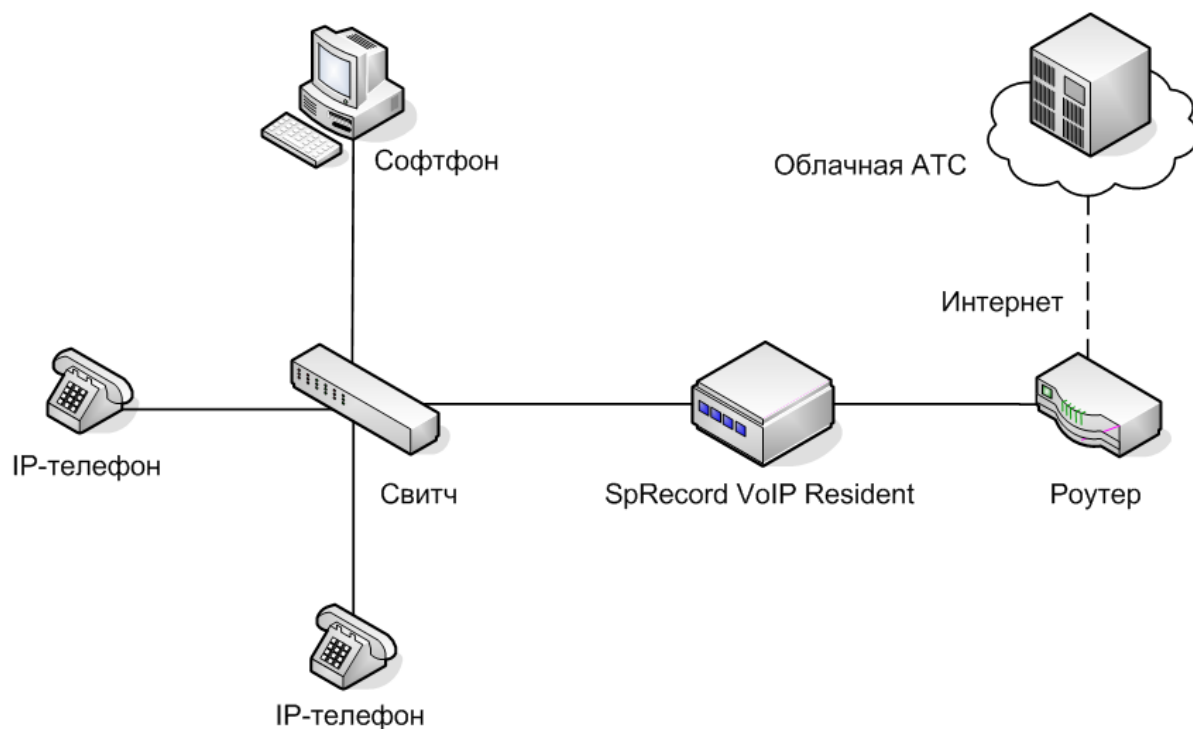 Софтфон
Облачная АТС
Интернет
IP-телефон
Свитч
SpRecord VoIP Resident
Роутер
IP-телефон